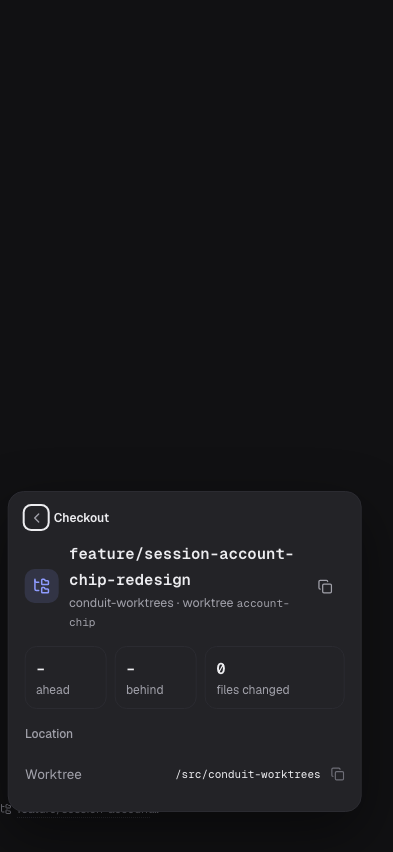 Checkout
feature/session-account-
chip-redesign
conduit-worktrees · worktree account-
chip
- - 0
ahead behind files changed
Location
Worktree /src/conduit-worktrees